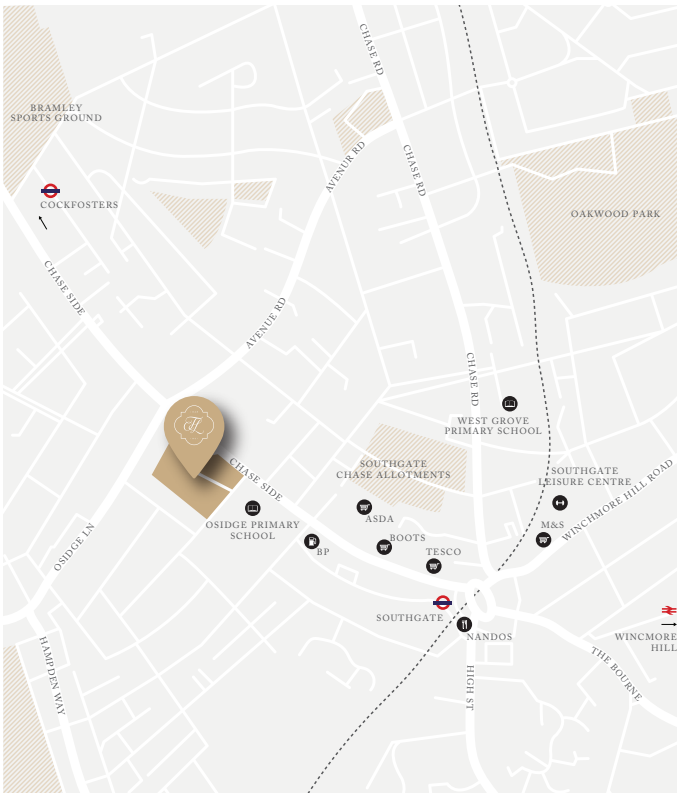 CHASE RD
BRAMLEY
SPORTS GROUND
AVENUR RD
CHASE RD
COCKFOSTERS
OAKWOOD PARK
CHASE SIDE
AVENUE RD
CHASE RD
WEST GROVE
PRIMARY SCHOOL
CHASE SIDE
SOUTHGATE
CHASE ALLOTMENTS
SOUTHGATE
LEISURE CENTRE
WINCHMORE HILL ROAD
OSIDGE PRIMARY
SCHOOL
ASDA
M&S
BP
BOOTS
TESCO
OSIDGE LN
SOUTHGATE
NANDOS
WINCMORE
HILL
HAMPDEN WAY
HIGH ST
THE BOURNE